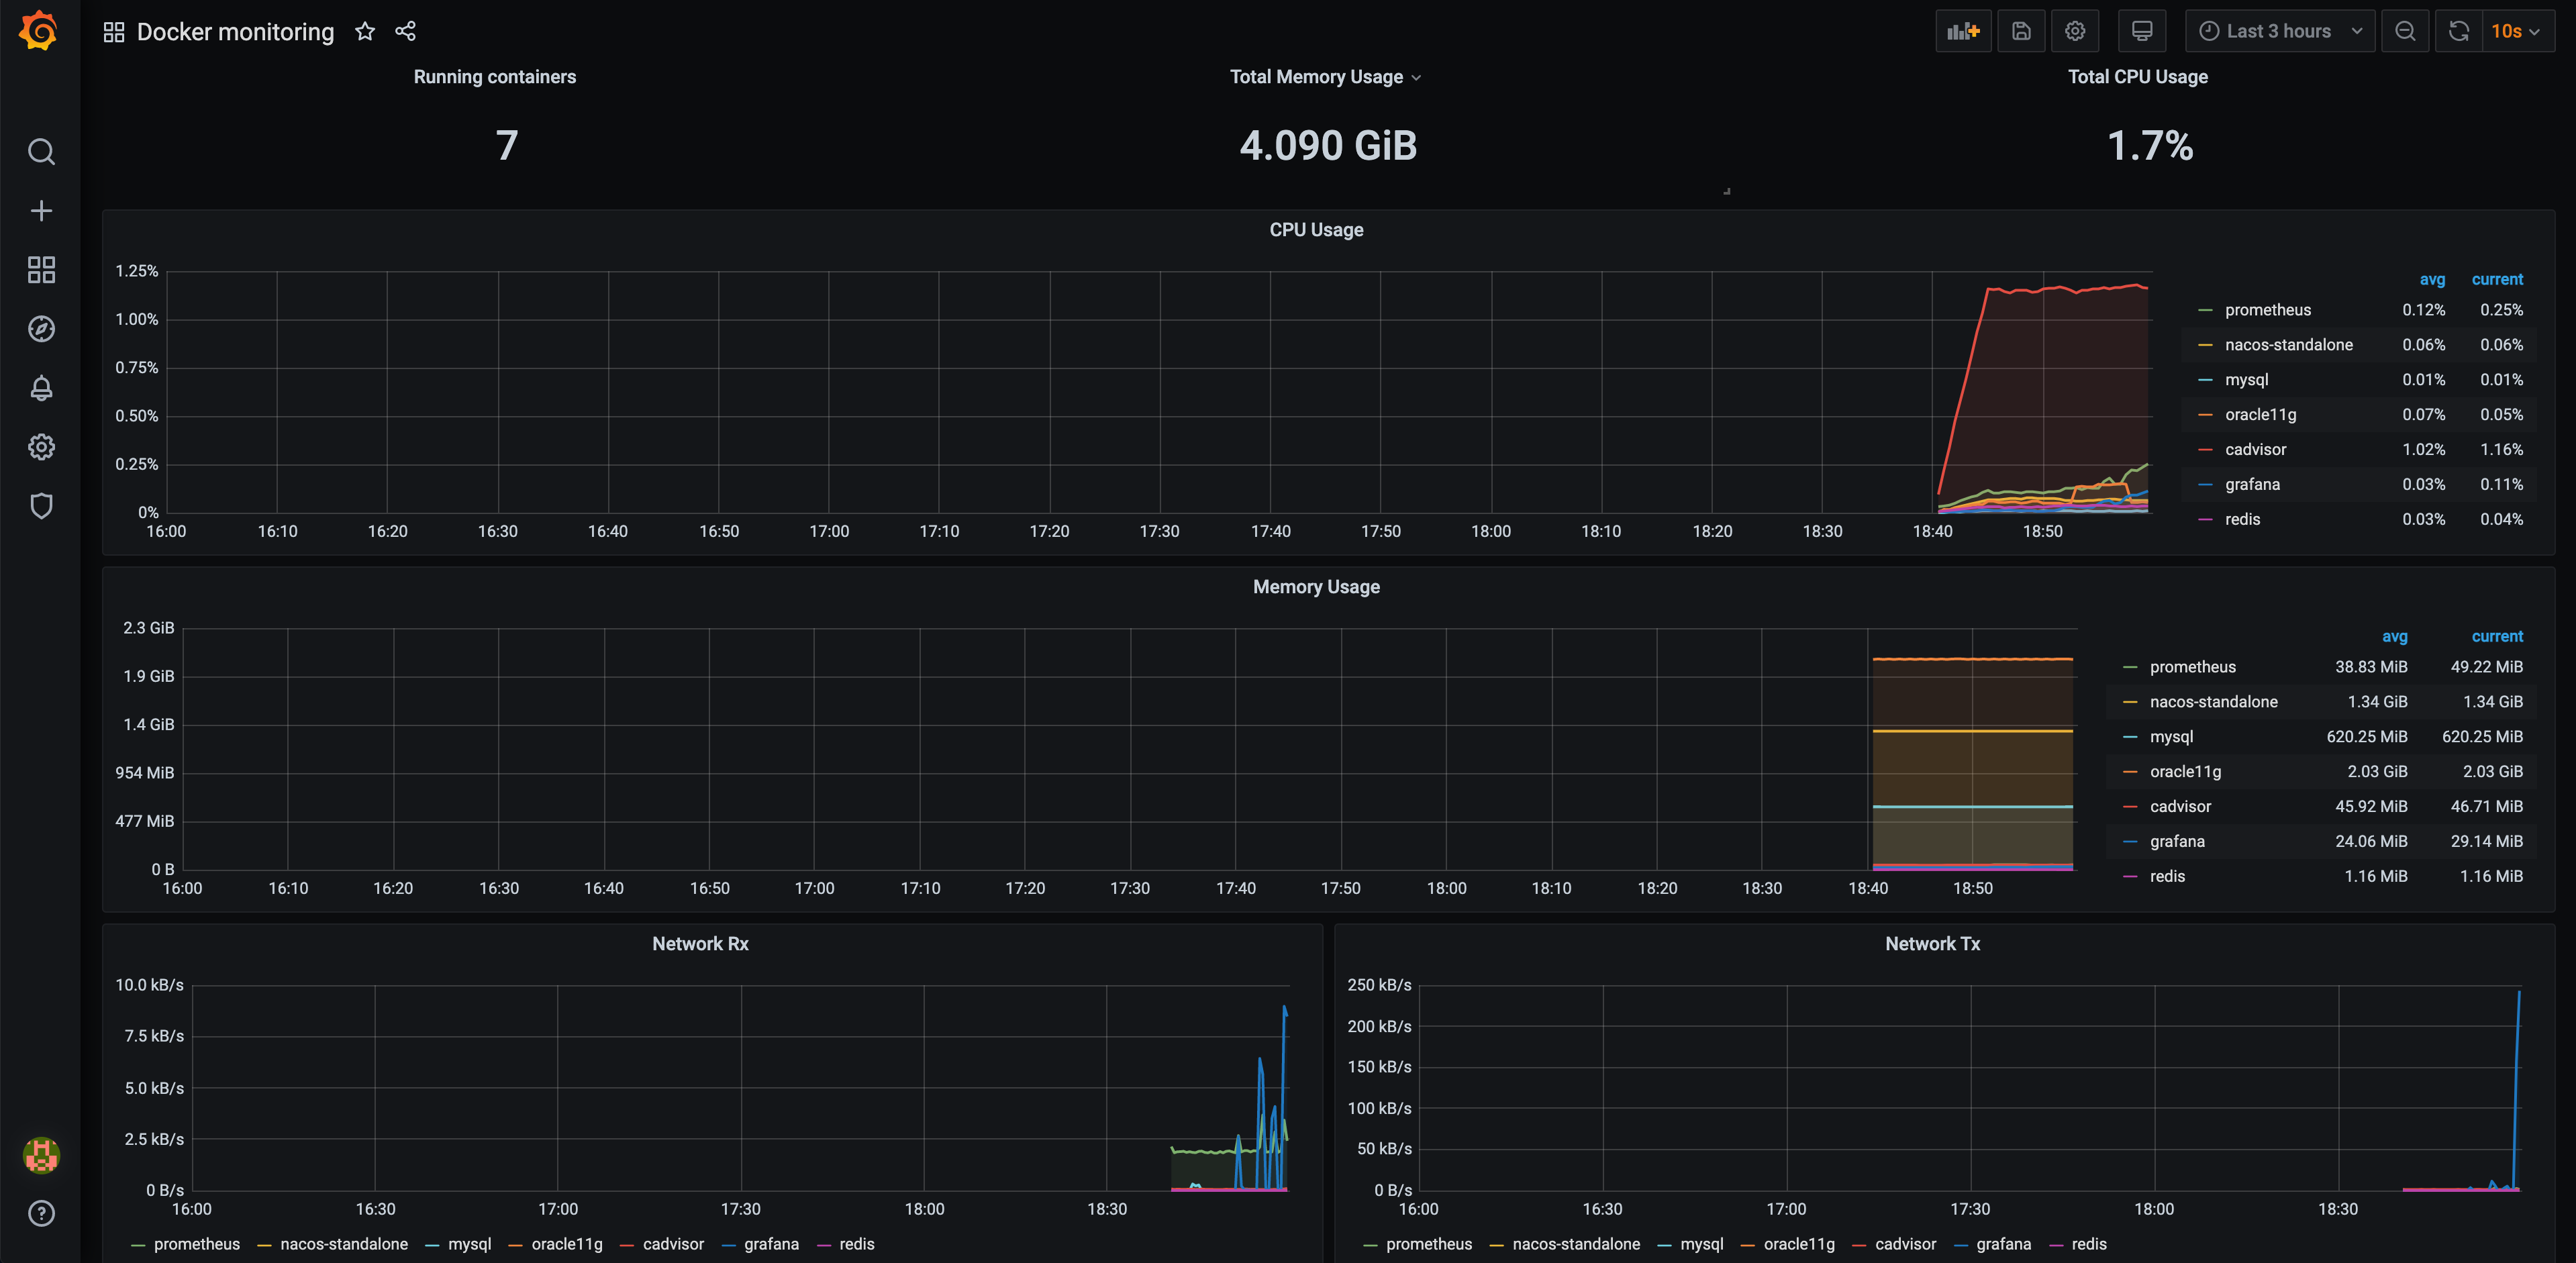 Docker monitoring
Last 3 hours
10s
Running containers
7
Total Memory Usage
4.090 GiB
Total CPU Usage
1.7%
CPU Usage
1.25%
1.00%
0.75%
0.50%
0.25%
0%
16:00 16:10 16:20 16:30 16:40 16:50 17:00 17:10 17:20 17:30 17:40 17:50 18:00 18:10 18:20 18:30 18:40 18:50
avg current
prometheus 0.12% 0.25%
nacos-standalone 0.06% 0.06%
mysql 0.01% 0.01%
oracle11g 0.07% 0.05%
cadvisor 1.02% 1.16%
grafana 0.03% 0.11%
redis 0.03% 0.04%
Memory Usage
2.3 GiB
1.9 GiB
1.4 GiB
954 MiB
477 MiB
0 B
16:00 16:10 16:20 16:30 16:40 16:50 17:00 17:10 17:20 17:30 17:40 17:50 18:00 18:10 18:20 18:30 18:40 18:50
avg current
prometheus 38.83 MiB 49.22 MiB
nacos-standalone 1.34 GiB 1.34 GiB
mysql 620.25 MiB 620.25 MiB
oracle11g 2.03 GiB 2.03 GiB
cadvisor 45.92 MiB 46.71 MiB
grafana 24.06 MiB 29.14 MiB
redis 1.16 MiB 1.16 MiB
Network Rx
10.0 kB/s
7.5 kB/s
5.0 kB/s
2.5 kB/s
0 B/s
16:00 16:30 17:00 17:30 18:00 18:30
prometheus nacos-standalone mysql oracle11g cadvisor grafana redis
Network Tx
250 kB/s
200 kB/s
150 kB/s
100 kB/s
50 kB/s
0 B/s
16:00 16:30 17:00 17:30 18:00 18:30
prometheus nacos-standalone mysql oracle11g cadvisor grafana redis